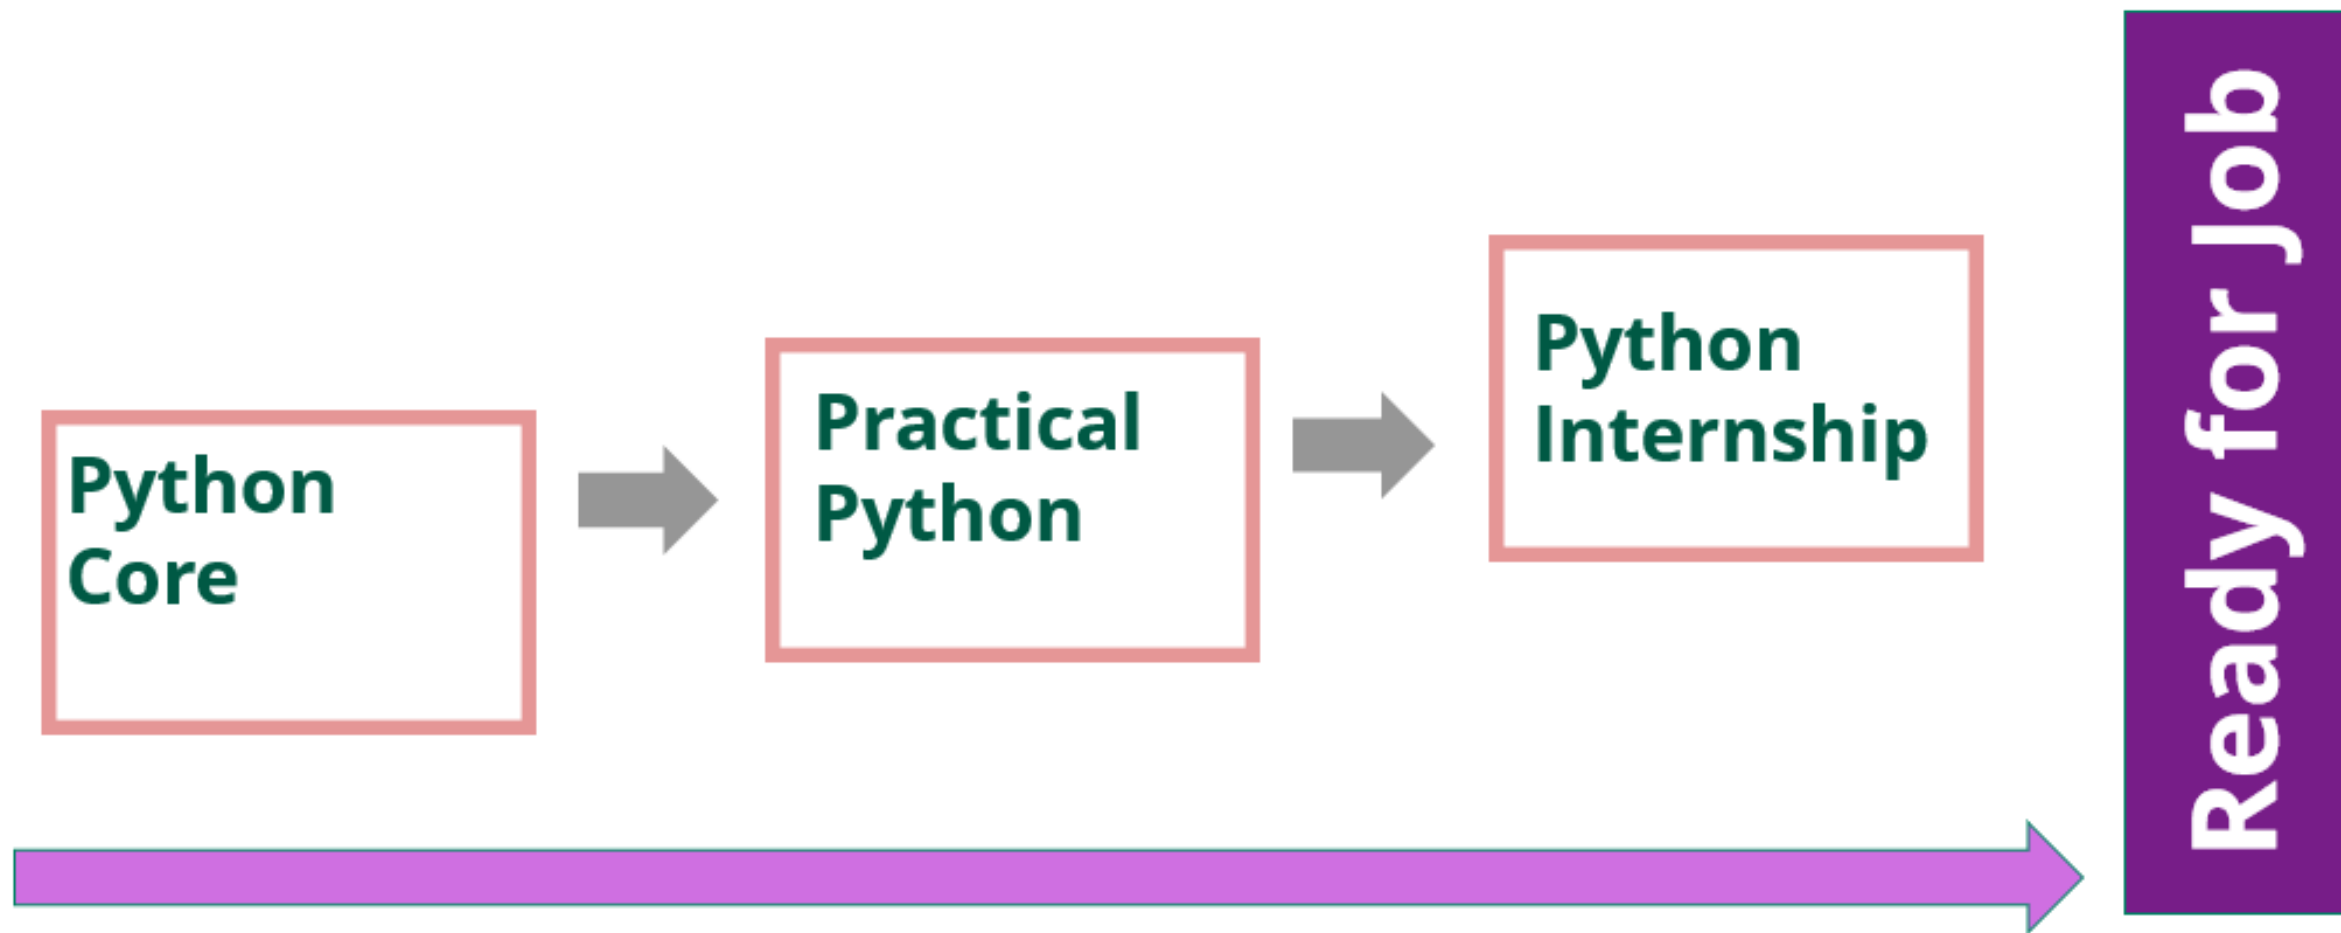 Python
Core
Practical
Python
Python
Internship
Ready for Job